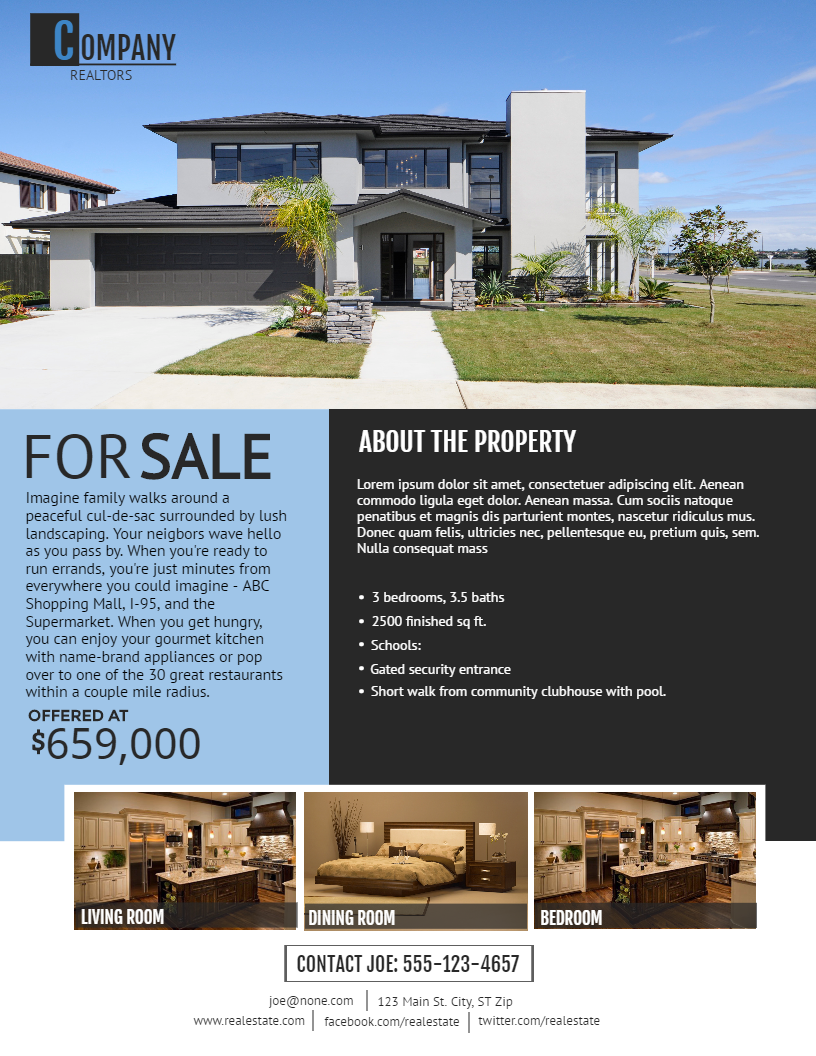 COMPANY
REALTORS
FOR SALE
Imagine family walks around a
peaceful cul-de-sac surrounded by lush
landscaping. Your neigbors wave hello
as you pass by. When you're ready to
run errands, you're just minutes from
everywhere you could imagine - ABC
Shopping Mall, I-95, and the
Supermarket. When you get hungry,
you can enjoy your gourmet kitchen
with name-brand appliances or pop
over to one of the 30 great restaurants
within a couple mile radius.
OFFERED AT
$659,000
ABOUT THE PROPERTY
Lorem ipsum dolor sit amet, consectetuer adipiscing elit. Aenean
commodo ligula eget dolor. Aenean massa. Cum sociis natoque
penatibus et magnis dis parturient montes, nascetur ridiculus mus.
Donec quam felis, ultricies nec, pellentesque eu, pretium quis, sem.
Nulla consequat mass
• 3 bedrooms, 3.5 baths
• 2500 finished sq ft.
• Schools:
• Gated security entrance
• Short walk from community clubhouse with pool.
LIVING ROOM
DINING ROOM
BEDROOM
CONTACT JOE: 555-123-4657
joe@none.com | 123 Main St. City, ST Zip
www.realestate.com | facebook.com/realestate | twitter.com/realestate